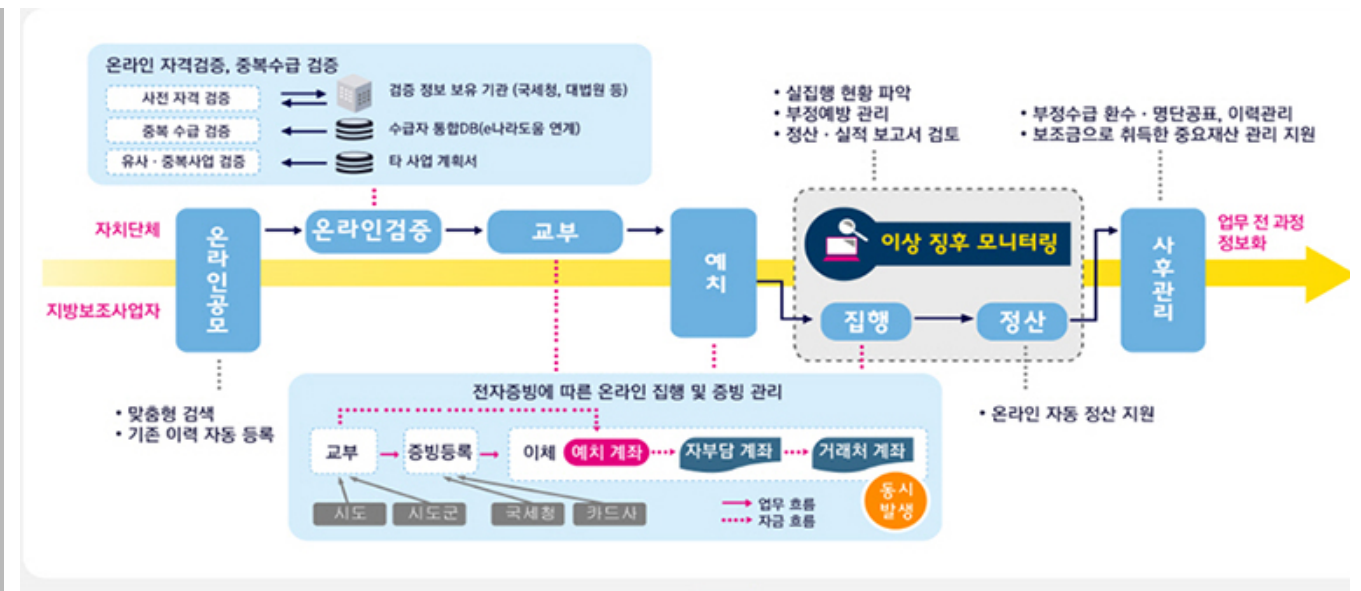 온라인 자격검증, 중복수급 검증
사전 자격 검증
검증 정보 보유 기관 (국세청, 대법원 등)
중복 수급 검증
수급자 통합DB(e나라도움 연계)
유사 · 중복사업 검증
타 사업 계획서
• 실집행 현황 파악
• 부정예방 관리
• 정산 · 실적 보고서 검토
• 부정수급 환수 · 명단공표, 이력관리
• 보조금으로 취득한 중요재산 관리 지원
자치단체
지방보조사업자
온라인공모
온라인검증
교부
예치
이상 징후 모니터링
집행
정산
사후관리
업무 전 과정
정보화
• 맞춤형 검색
• 기존 이력 자동 등록
• 온라인 자동 정산 지원
전자증빙에 따른 온라인 집행 및 증빙 관리
교부
증빙등록
이체
예치 계좌
자부담 계좌
거래처 계좌
시도
시도군
국세청
카드사
업무 흐름
자금 흐름
동시
발생